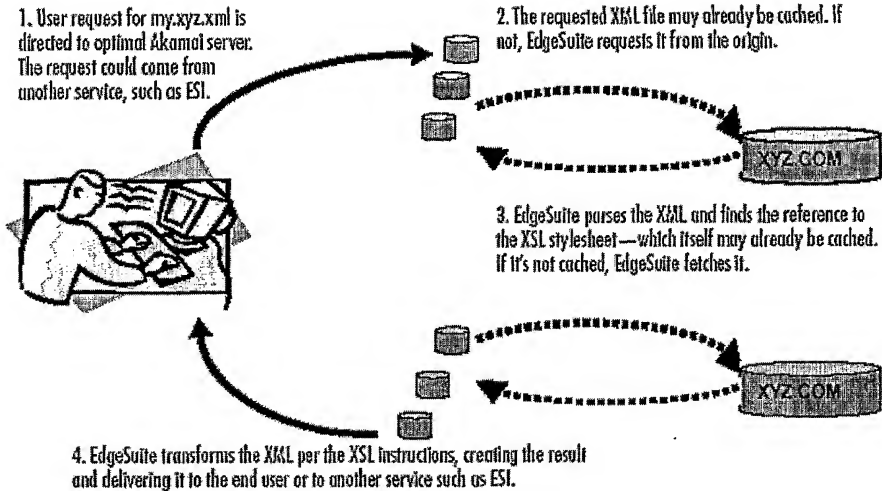 1. User request for my.xyz.xml is
directed to optimal Akamai server.
The request could come from
another service, such as ESI.
2. The requested XML file may already be cached. If
not, EdgeSuite requests it from the origin.
XYZ.COM
3. EdgeSuite parses the XML and finds the reference to
the XSL stylesheet—which itself may already be cached.
If it's not cached, EdgeSuite fetches it.
XYZ.COM
4. EdgeSuite transforms the XML per the XSL instructions, creating the result
and delivering it to the end user or to another service such as ESI.